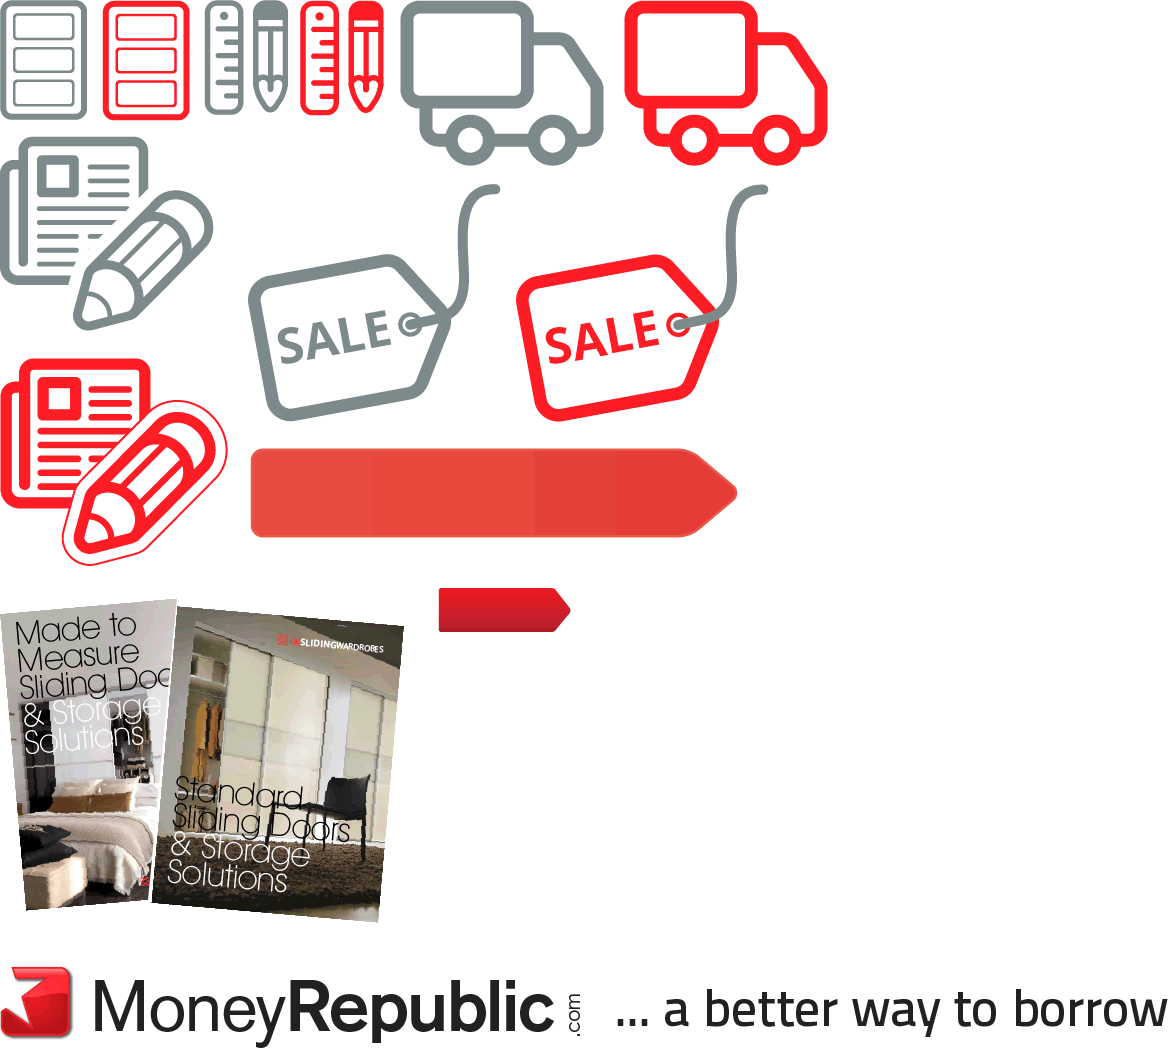 SALE
SALE
Made to
Measure
Sliding Doo
& Storage
Solutions
SLIDINGWARDROBES
Standard
Sliding Doors
& Storage
Solutions
MoneyRepublic.com ... a better way to borrow